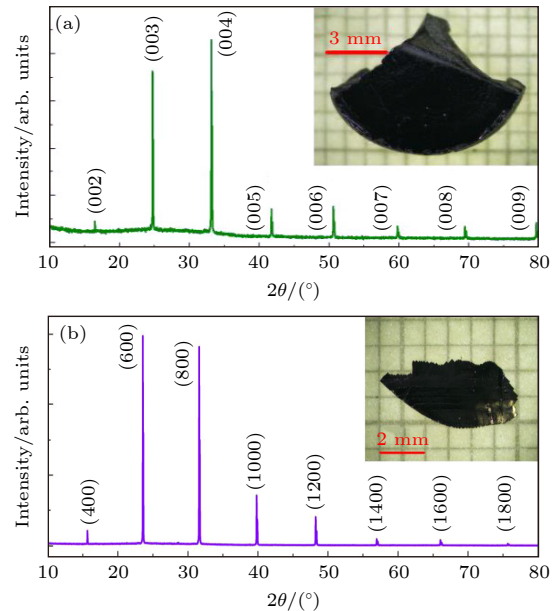 (a)
3 mm
Intensity/arb. units
(002)
(003)
(004)
(005)
(006)
(007)
(008)
(009)
10 20 30 40 50 60 70 80
2θ/(°)
(b)
2 mm
Intensity/arb. units
(400)
(600)
(800)
(1000)
(1200)
(1400)
(1600)
(1800)
10 20 30 40 50 60 70 80
2θ/(°)